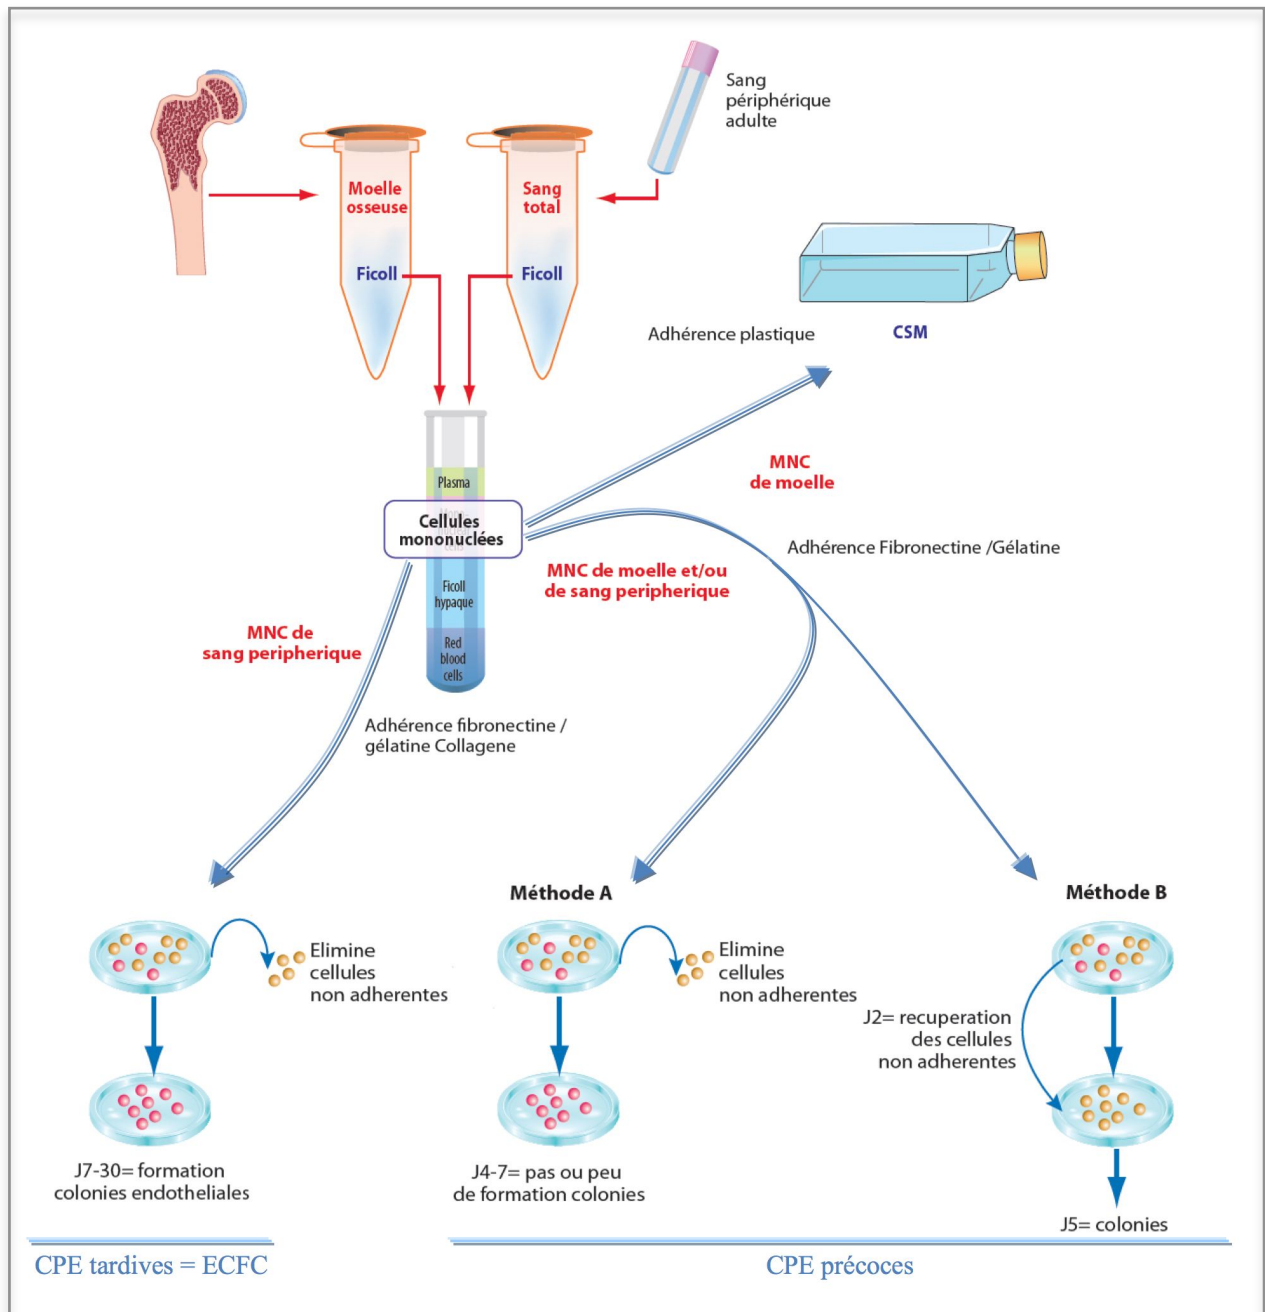 Sang
périphérique
adulte
Moelle
osseuse
Sang
total
Ficoll
Ficoll
Adhérence plastique
CSM
MNC
de moelle
Plasma
Cellules
mononuclées
Adhérence Fibronectine /Gélatine
MNC de moelle et/ou
de sang peripherique
Ficoll
hypaque
MNC de
sang peripherique
Red
blood
cells
Adhérence fibronectine /
gélatine Collagene
Méthode A
Méthode B
Elimine
cellules
non adherentes
Elimine
cellules
non adherentes
J2= recuperation
des cellules
non adherentes
J7-30= formation
colonies endotheliales
J4-7= pas ou peu
de formation colonies
J5= colonies
CPE tardives = ECFC
CPE précoces